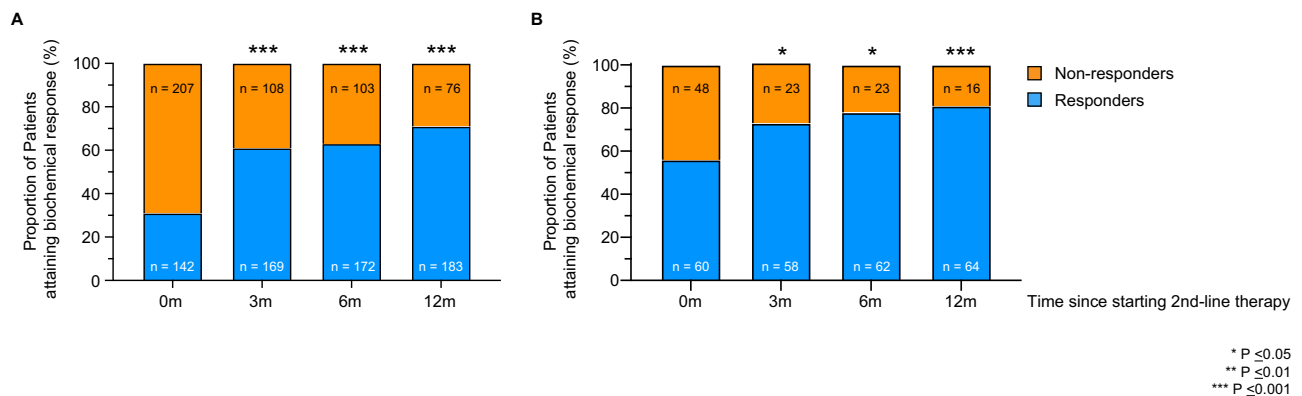 A
B
*** *** ***
* * ***
Proportion of Patients
attaining biochemical response (%)
100
80
60
40
20
0
n = 207
n = 108
n = 103
n = 76
n = 142
n = 169
n = 172
n = 183
0m
3m
6m
12m
Proportion of Patients
attaining biochemical response (%)
100
80
60
40
20
0
n = 48
n = 23
n = 23
n = 16
n = 60
n = 58
n = 62
n = 64
0m
3m
6m
12m
Non-responders
Responders
Time since starting 2nd-line therapy
* P ≤0.05
** P ≤0.01
*** P ≤0.001